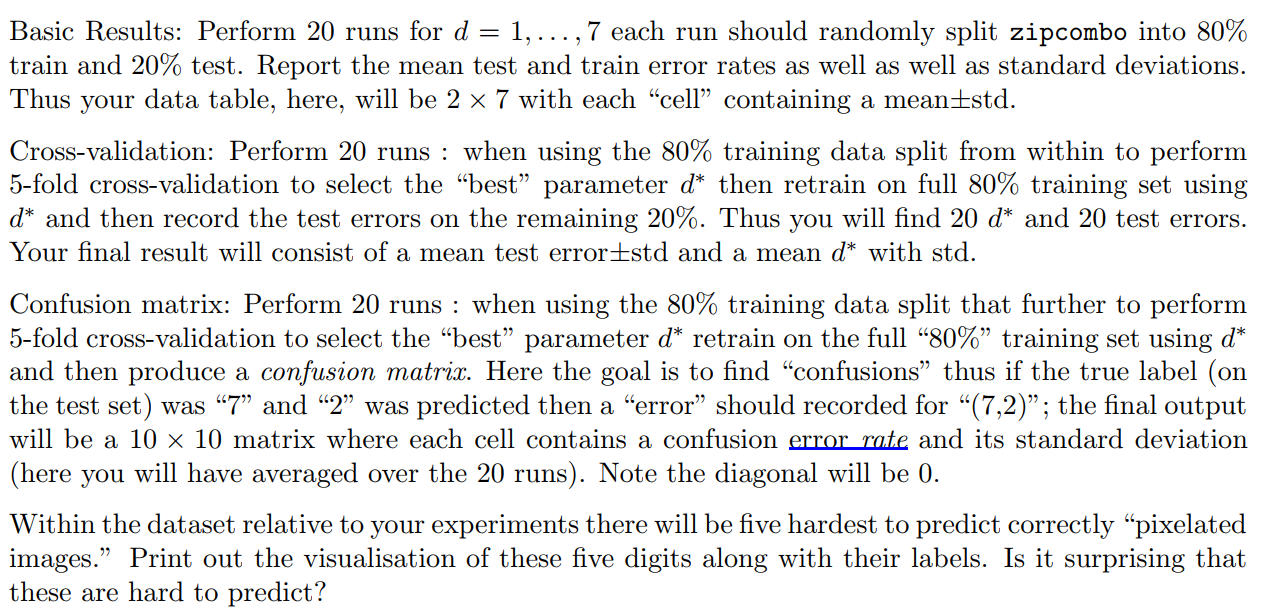 Basic Results: Perform 20 runs for d = 1, . . . , 7 each run should randomly split zipcombo into 80%
train and 20% test. Report the mean test and train error rates as well as well as standard deviations.
Thus your data table, here, will be 2 × 7 with each “cell” containing a mean±std.
Cross-validation: Perform 20 runs : when using the 80% training data split from within to perform
5-fold cross-validation to select the “best” parameter d* then retrain on full 80% training set using
d* and then record the test errors on the remaining 20%. Thus you will find 20 d* and 20 test errors.
Your final result will consist of a mean test error±std and a mean d* with std.
Confusion matrix: Perform 20 runs : when using the 80% training data split that further to perform
5-fold cross-validation to select the “best” parameter d* retrain on the full “80%” training set using d*
and then produce a confusion matrix. Here the goal is to find “confusions” thus if the true label (on
the test set) was “7” and “2” was predicted then a “error” should recorded for “(7,2)”; the final output
will be a 10 × 10 matrix where each cell contains a confusion error rate and its standard deviation
(here you will have averaged over the 20 runs). Note the diagonal will be 0.
Within the dataset relative to your experiments there will be five hardest to predict correctly “pixelated
images.” Print out the visualisation of these five digits along with their labels. Is it surprising that
these are hard to predict?